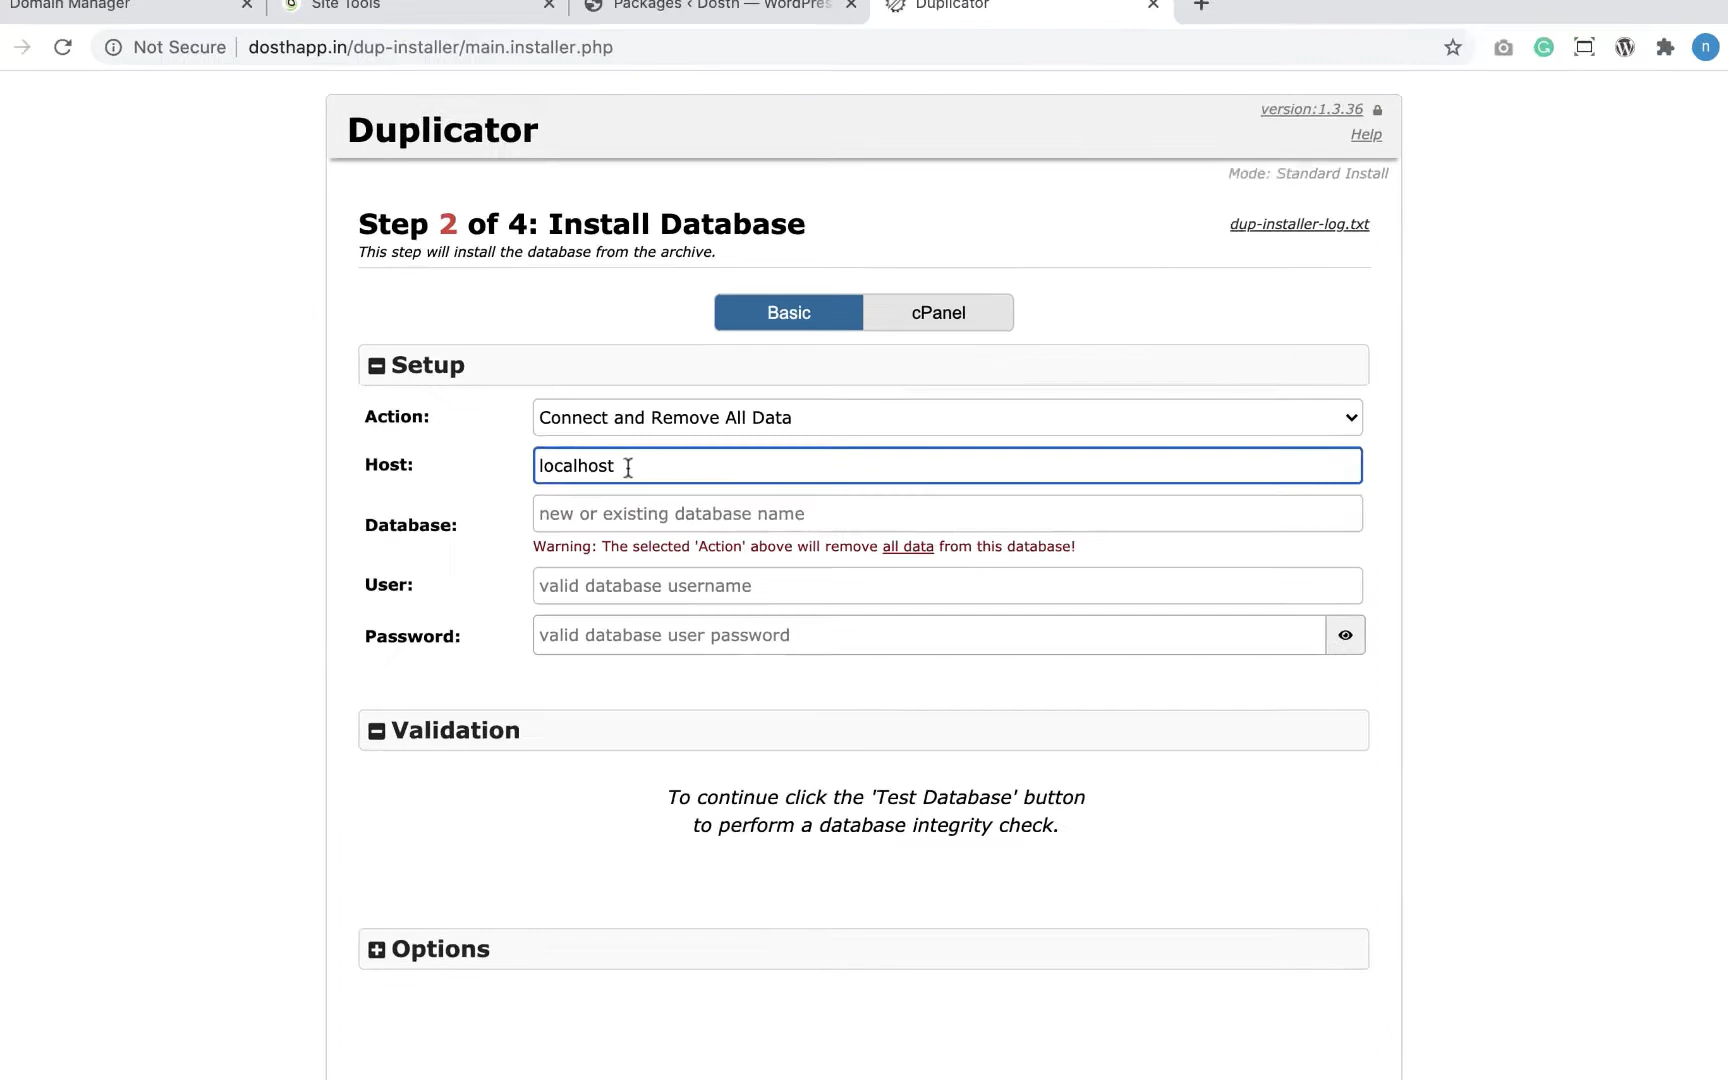 Domain Manager
Site Tools
Packages ‹ Dosth — WordPres
Duplicator
Not Secure
dosthapp.in/dup-installer/main.installer.php
n
Duplicator
version:1.3.36
Help
Mode: Standard Install
Step 2 of 4: Install Database
dup-installer-log.txt
This step will install the database from the archive.
Basic
cPanel
Setup
Action:
Connect and Remove All Data
Host:
localhost
Database:
new or existing database name
Warning: The selected 'Action' above will remove all data from this database!
User:
valid database username
Password:
valid database user password
Validation
To continue click the 'Test Database' button
to perform a database integrity check.
Options